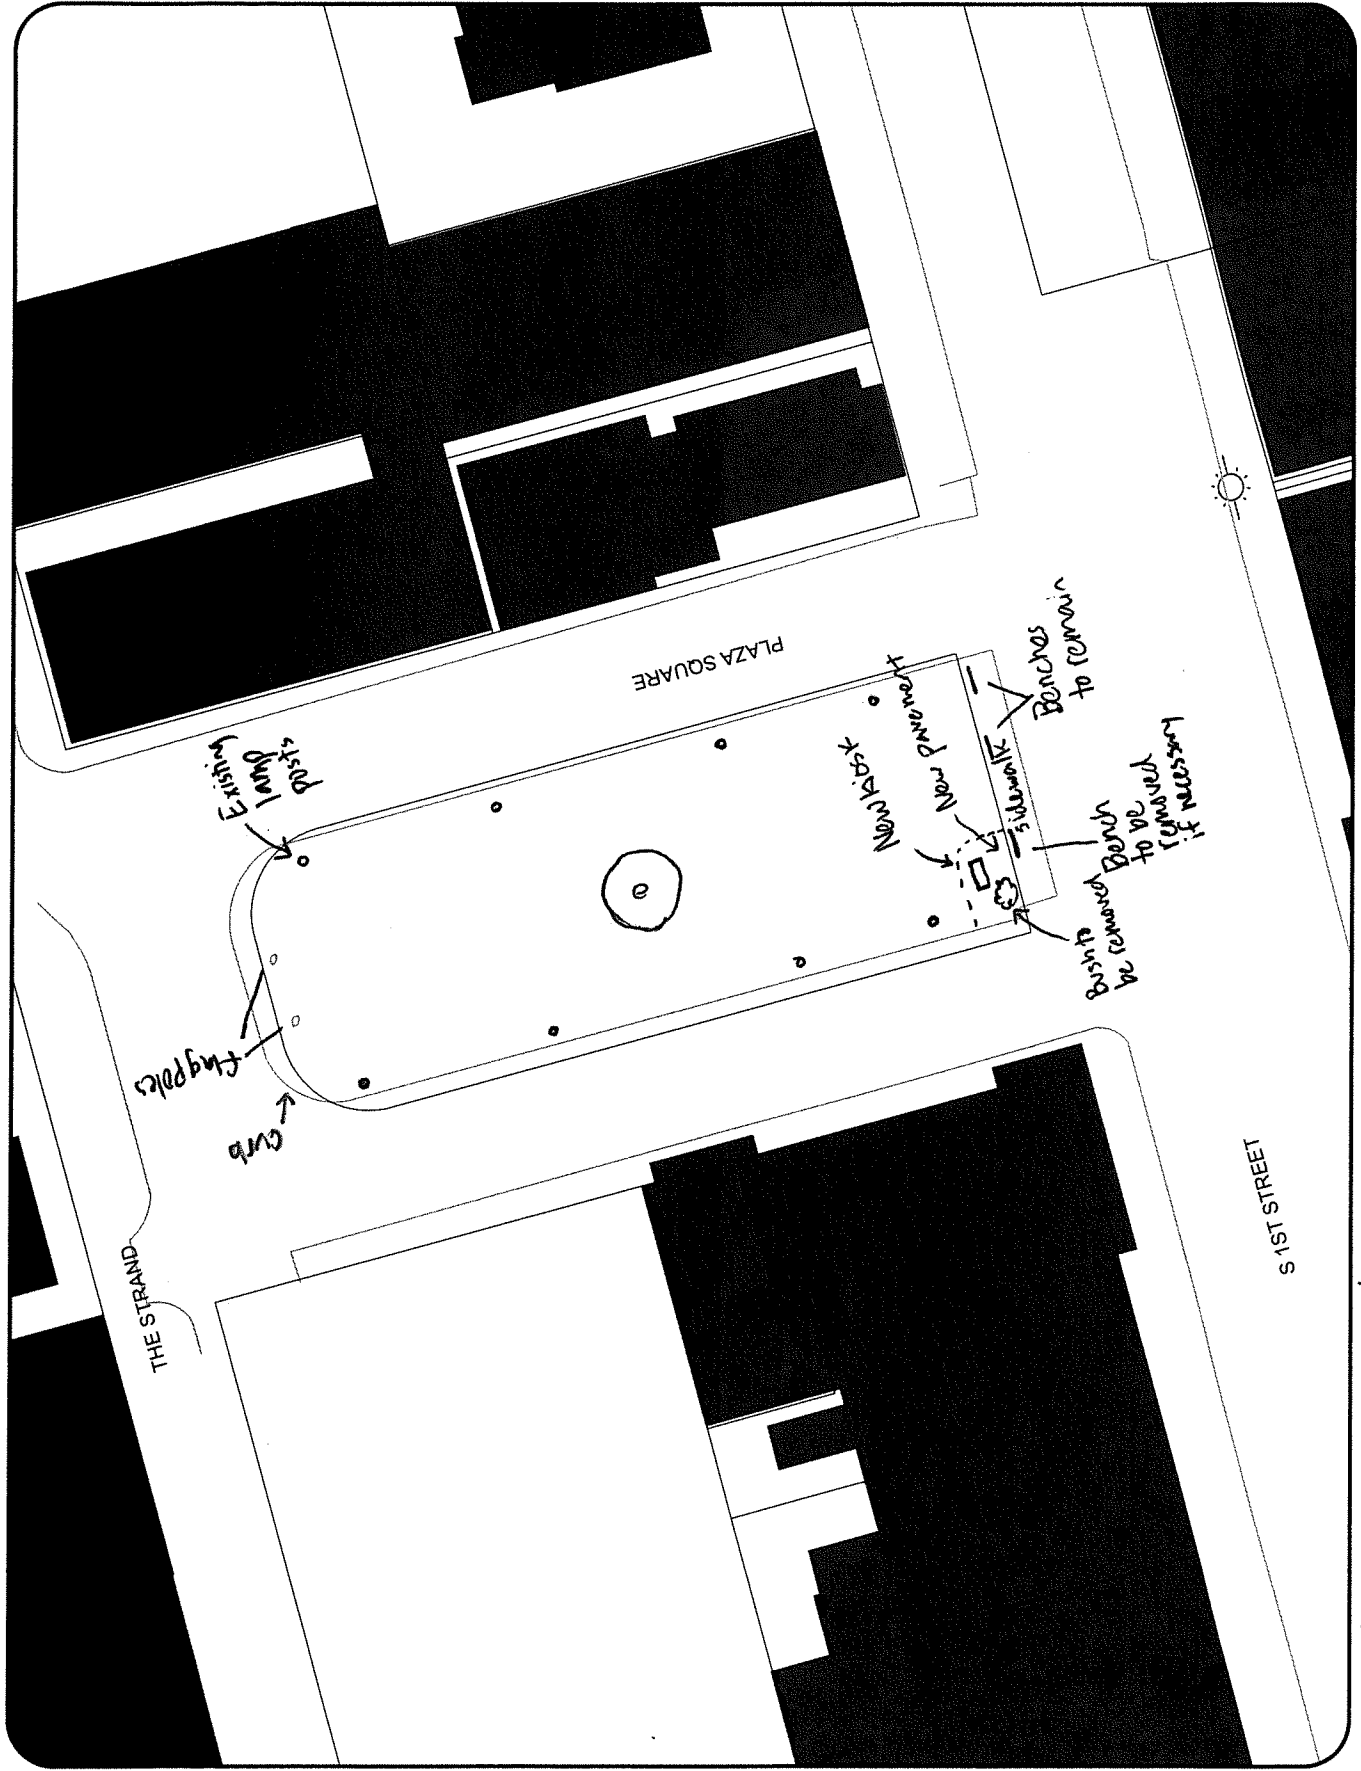 Existing
lamp
posts
flagpoles
curb
PLAZA SQUARE
New Kiosk
New Pavement
sidewalk
Benches
to remain
Bench
to be
removed
if necessary
Bush to
be removed
THE STRAND
S 1ST STREET